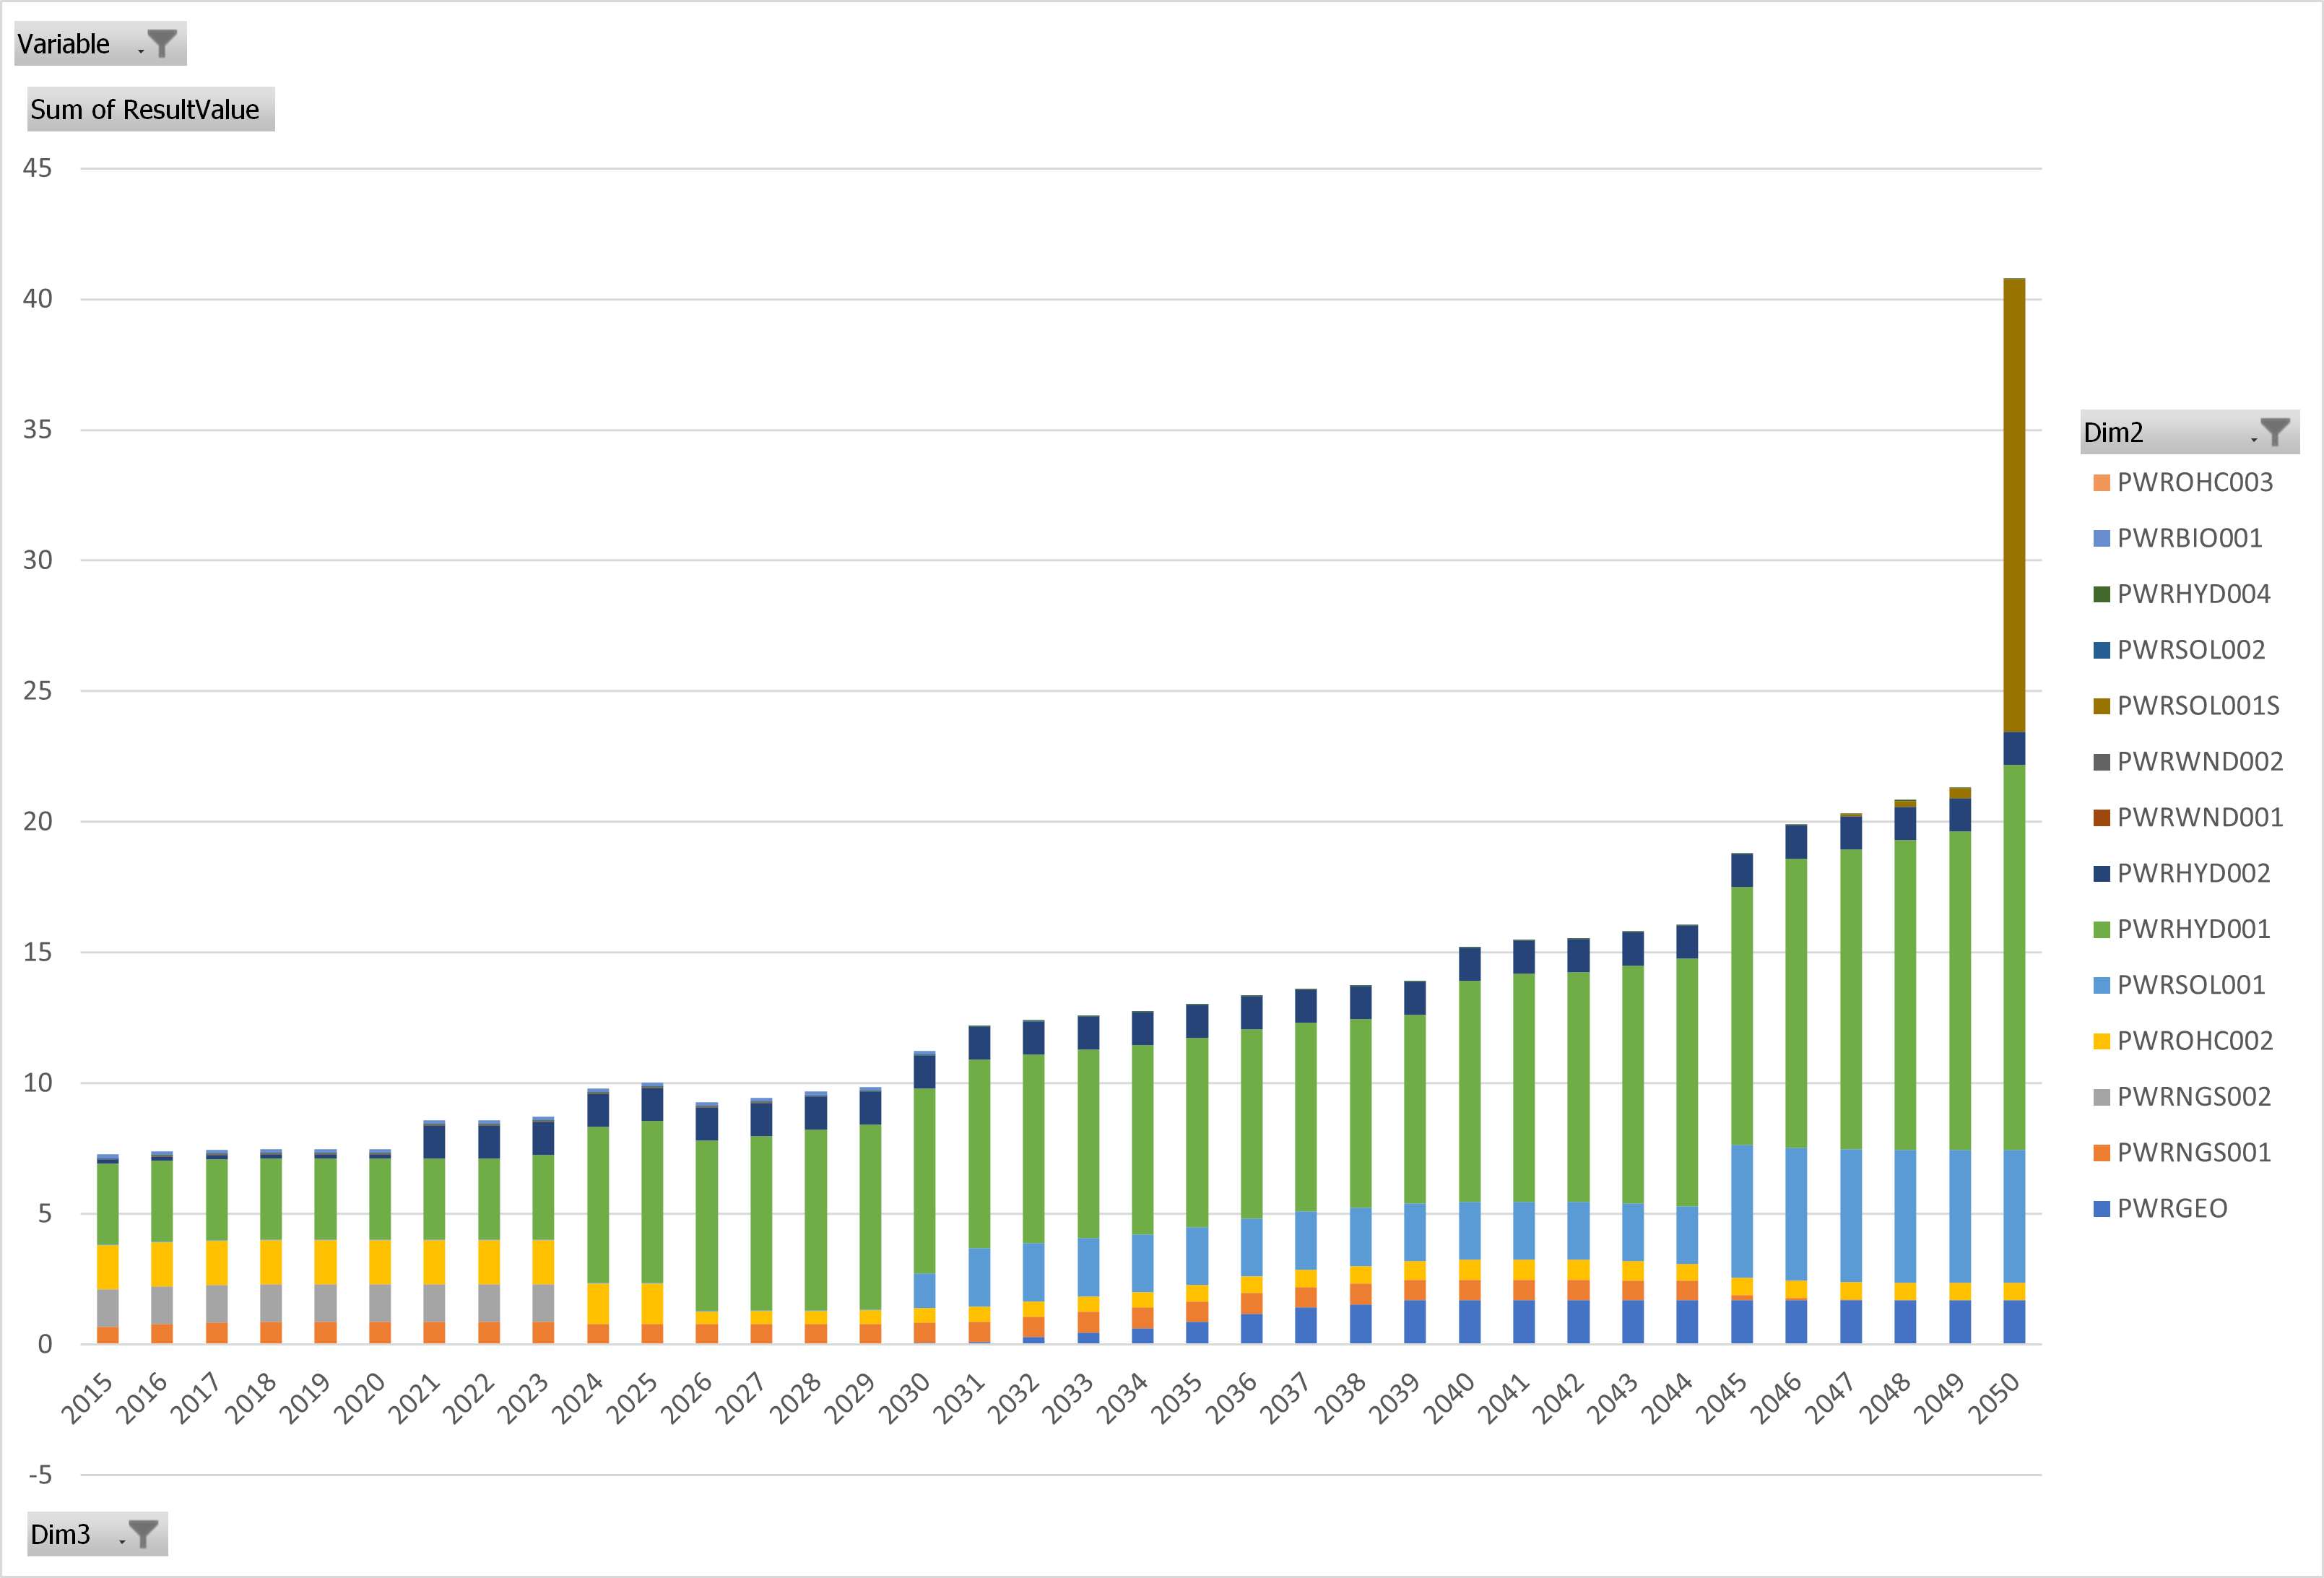 Variable
Sum of ResultValue
45
40
35
30
25
20
15
10
5
0
-5
2015 2016 2017 2018 2019 2020 2021 2022 2023 2024 2025 2026 2027 2028 2029 2030 2031 2032 2033 2034 2035 2036 2037 2038 2039 2040 2041 2042 2043 2044 2045 2046 2047 2048 2049 2050
Dim2
PWROHC003
PWRBIO001
PWRHYD004
PWRSOL002
PWRSOL001S
PWRWND002
PWRWND001
PWRHYD002
PWRHYD001
PWRSOL001
PWROHC002
PWRNGS002
PWRNGS001
PWRGEO
Dim3